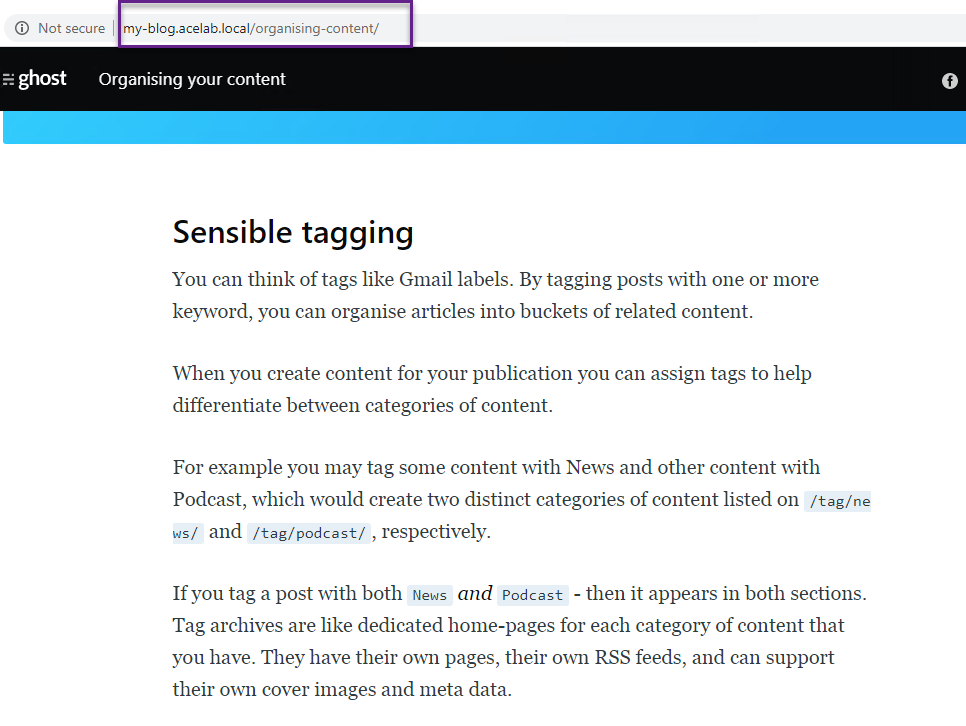 Not secure my-blog.acelab.local/organising-content/
ghost Organising your content
Sensible tagging
You can think of tags like Gmail labels. By tagging posts with one or more
keyword, you can organise articles into buckets of related content.
When you create content for your publication you can assign tags to help
differentiate between categories of content.
For example you may tag some content with News and other content with
Podcast, which would create two distinct categories of content listed on /tag/ne
ws/ and /tag/podcast/, respectively.
If you tag a post with both News and Podcast - then it appears in both sections.
Tag archives are like dedicated home-pages for each category of content that
you have. They have their own pages, their own RSS feeds, and can support
their own cover images and meta data.